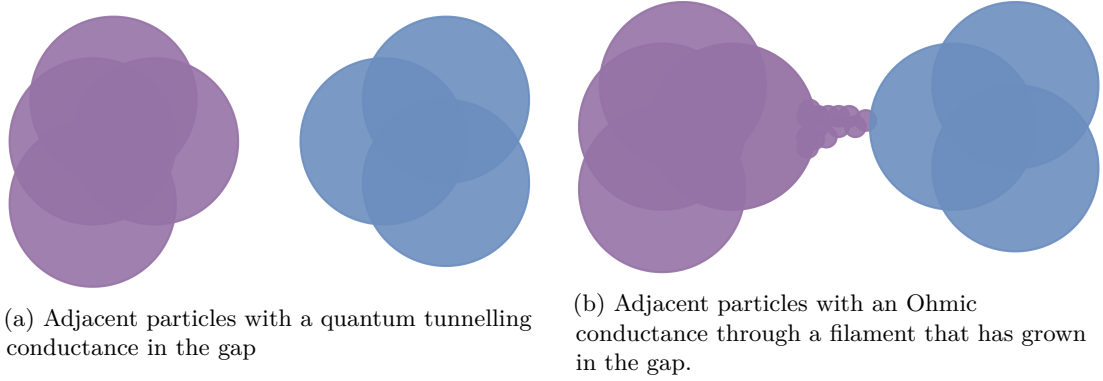 (a) Adjacent particles with a quantum tunnelling
conductance in the gap
(b) Adjacent particles with an Ohmic
conductance through a filament that has grown
in the gap.